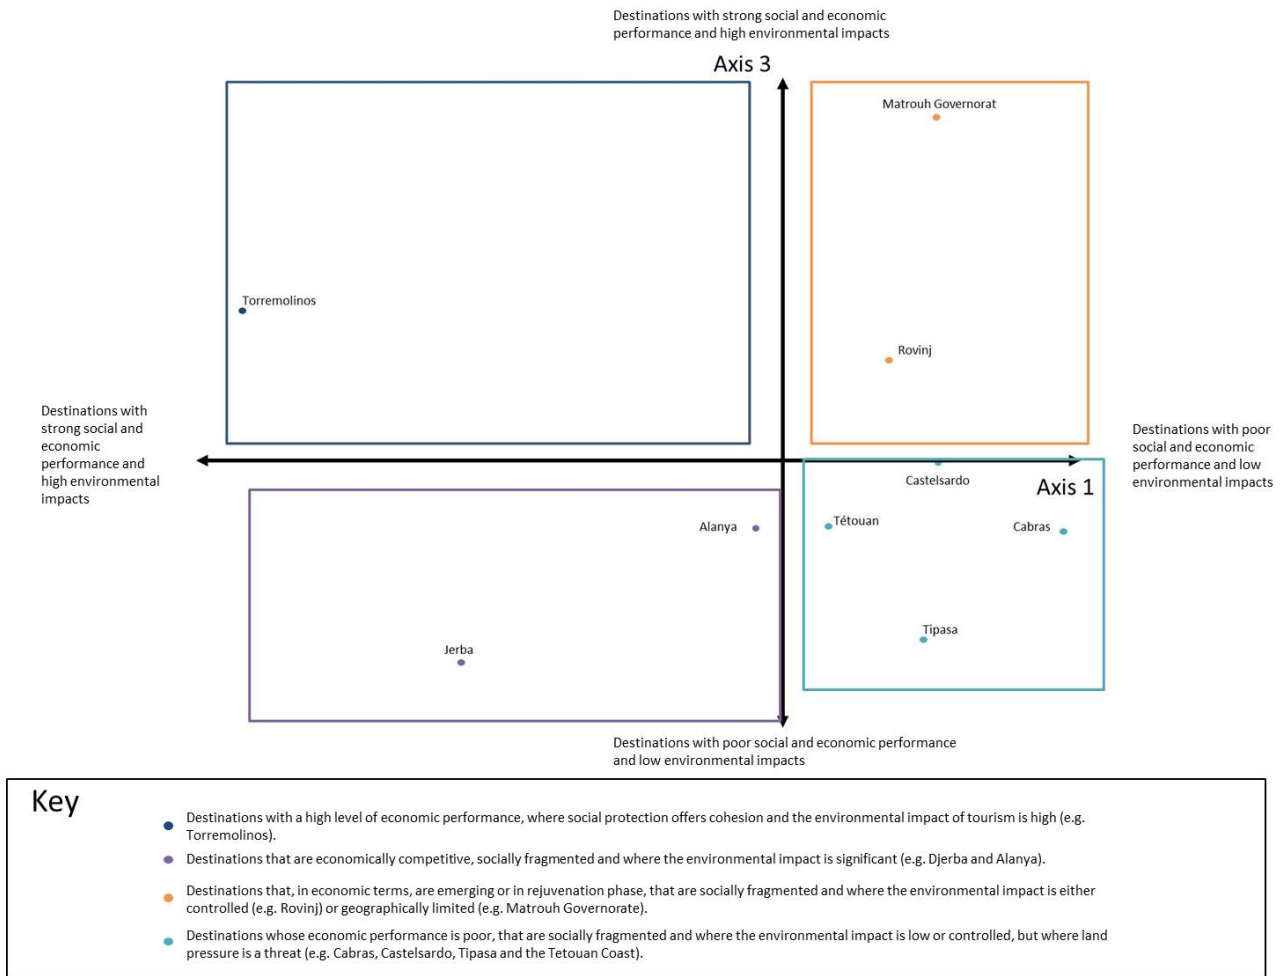 Destinations with strong social and economic
performance and high environmental impacts
Axis 3
Matrouh Governorat
Torremolinos
Rovinj
Destinations with
strong social and
economic
performance and
high environmental
impacts
Destinations with poor
social and economic
performance and low
environmental impacts
Castelsardo
Axis 1
Alanya
Tétouan
Cabras
Tipasa
Jerba
Destinations with poor social and economic performance
and low environmental impacts
Key
Destinations with a high level of economic performance, where social protection offers cohesion and the environmental impact of tourism is high (e.g.
Torremolinos).
Destinations that are economically competitive, socially fragmented and where the environmental impact is significant (e.g. Djerba and Alanya).
Destinations that, in economic terms, are emerging or in rejuvenation phase, that are socially fragmented and where the environmental impact is either
controlled (e.g. Rovinj) or geographically limited (e.g. Matrouh Governorate).
Destinations whose economic performance is poor, that are socially fragmented and where the environmental impact is low or controlled, but where land
pressure is a threat (e.g. Cabras, Castelsardo, Tipasa and the Tetouan Coast).